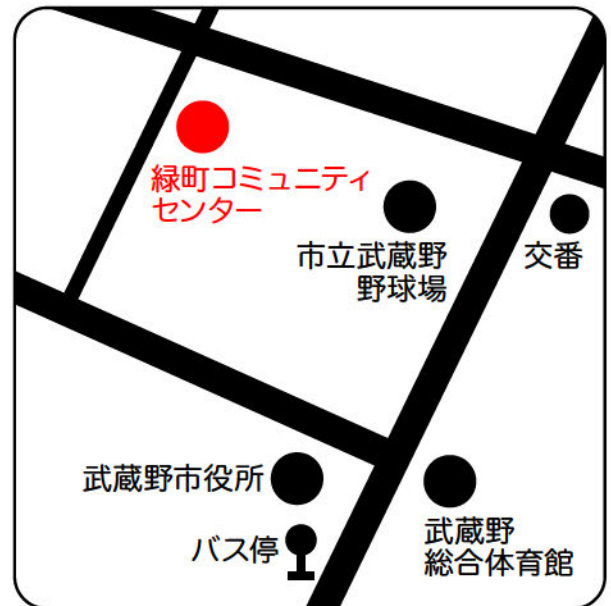 緑町コミュニティ
センター
市立武蔵野
野球場
交番
武蔵野市役所
バス停
武蔵野
総合体育館